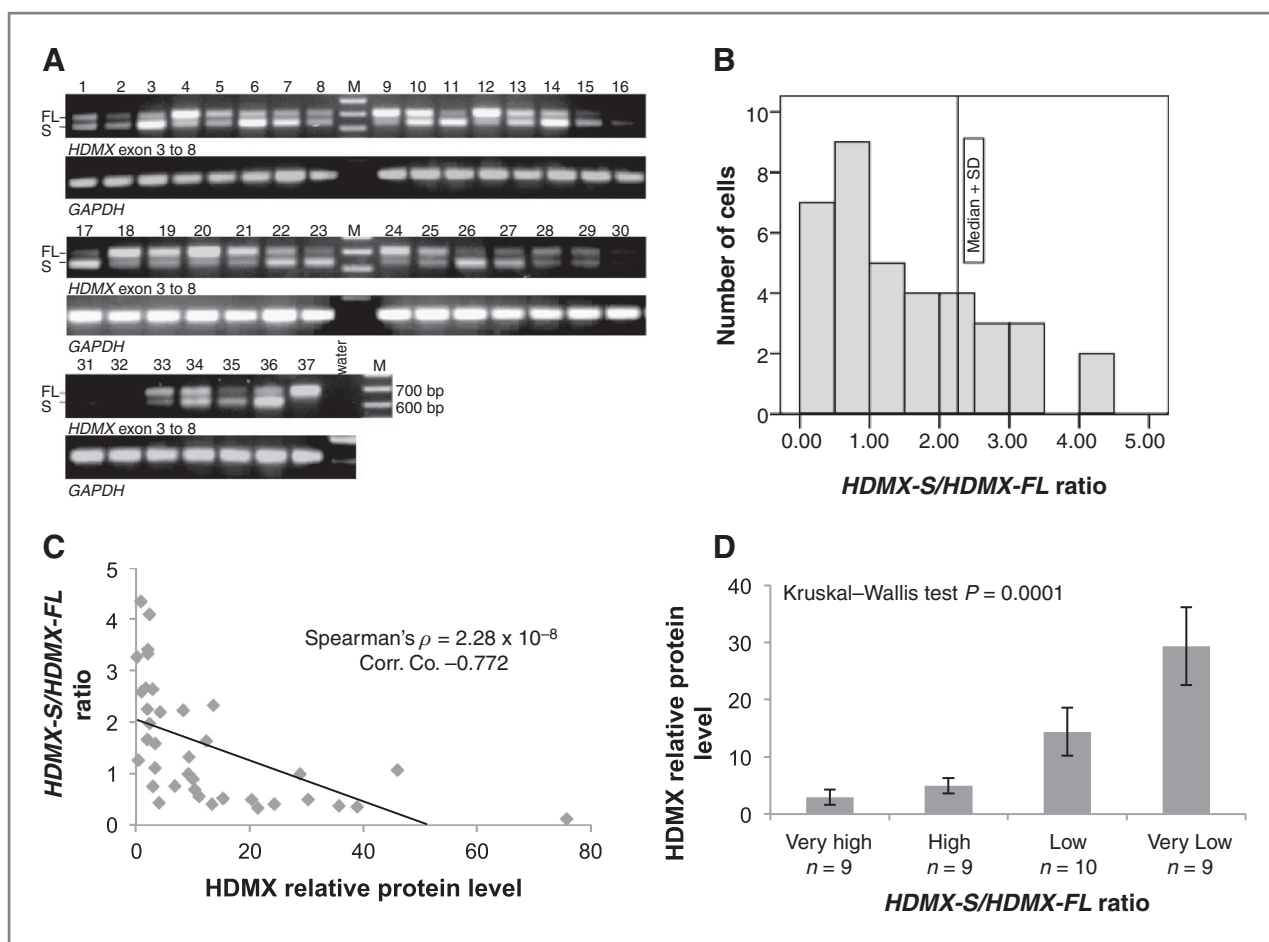 A
1 2 3 4 5 6 7 8 M 9 10 11 12 13 14 15 16
FL
S
HDMX exon 3 to 8
GAPDH
17 18 19 20 21 22 23 M 24 25 26 27 28 29 30
FL
S
HDMX exon 3 to 8
GAPDH
31 32 33 34 35 36 37 water M
FL
S
700 bp
600 bp
HDMX exon 3 to 8
GAPDH
B
Number of cells
10
8
6
4
2
0
Median + SD
0.00 1.00 2.00 3.00 4.00 5.00
HDMX-S/HDMX-FL ratio
C
HDMX-S/HDMX-FL
ratio
5
4
3
2
1
0
Spearman's ρ = 2.28 x 10⁻⁸
Corr. Co. –0.772
0 20 40 60 80
HDMX relative protein level
D
HDMX relative protein
level
40
30
20
10
0
Kruskal–Wallis test P = 0.0001
Very high High Low Very Low
n = 9 n = 9 n = 10 n = 9
HDMX-S/HDMX-FL ratio